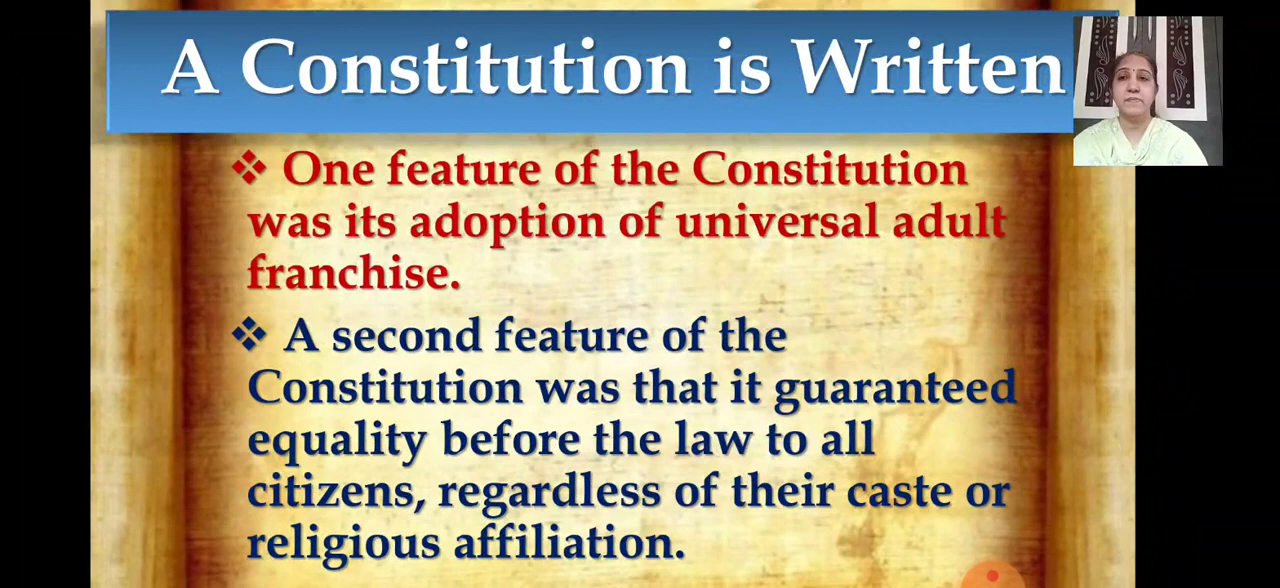 A Constitution is Written
❖ One feature of the Constitution
was its adoption of universal adult
franchise.
❖ A second feature of the
Constitution was that it guaranteed
equality before the law to all
citizens, regardless of their caste or
religious affiliation.